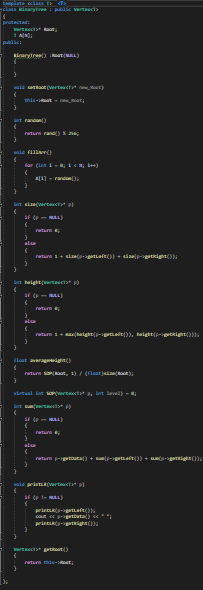 template <class T> <T>
class BinaryTree : public Vertex<T>
{
protected:
Vertex<T>* Root;
T A[N];
public:
BinaryTree() :Root(NULL)
{
}
void setRoot(Vertex<T>* new_Root)
{
this->Root = new_Root;
}
int random()
{
return rand() % 256;
}
void FillArr()
{
for (int i = 0; i < N; i++)
{
A[i] = random();
}
}
int size(Vertex<T>* p)
{
if (p == NULL)
{
return 0;
}
else
{
return 1 + size(p->getLeft()) + size(p->getRight());
}
}
int height(Vertex<T>* p)
{
if (p == NULL)
{
return 0;
}
else
{
return 1 + max(height(p->getLeft()), height(p->getRight()));
}
}
float averageHeight()
{
return SDP(Root, 1) / (float)size(Root);
}
virtual int SDP(Vertex<T>* p, int level) = 0;
int sum(Vertex<T>* p)
{
if (p == NULL)
{
return 0;
}
else
{
return p->getData() + sum(p->getLeft()) + sum(p->getRight());
}
}
void printLR(Vertex<T>* p)
{
if (p != NULL)
{
printLR(p->getLeft());
cout << p->getData() << " ";
printLR(p->getRight());
}
}
Vertex<T>* getRoot()
{
return this->Root;
}
};